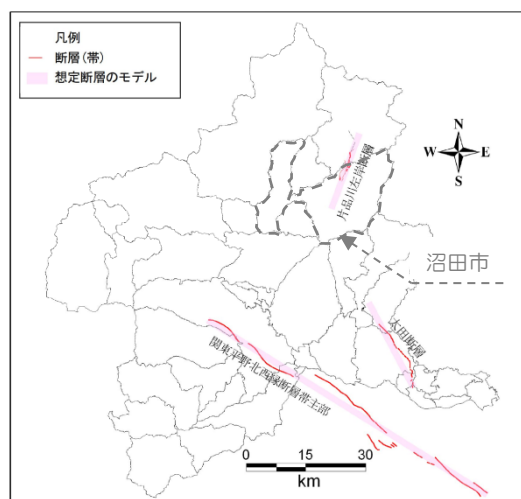 凡例
断層(帯)
想定断層のモデル
N
W E
S
片品川左岸断層
沼田市
太田断層
関東平野北西縁断層帯主部
0 15 30
km